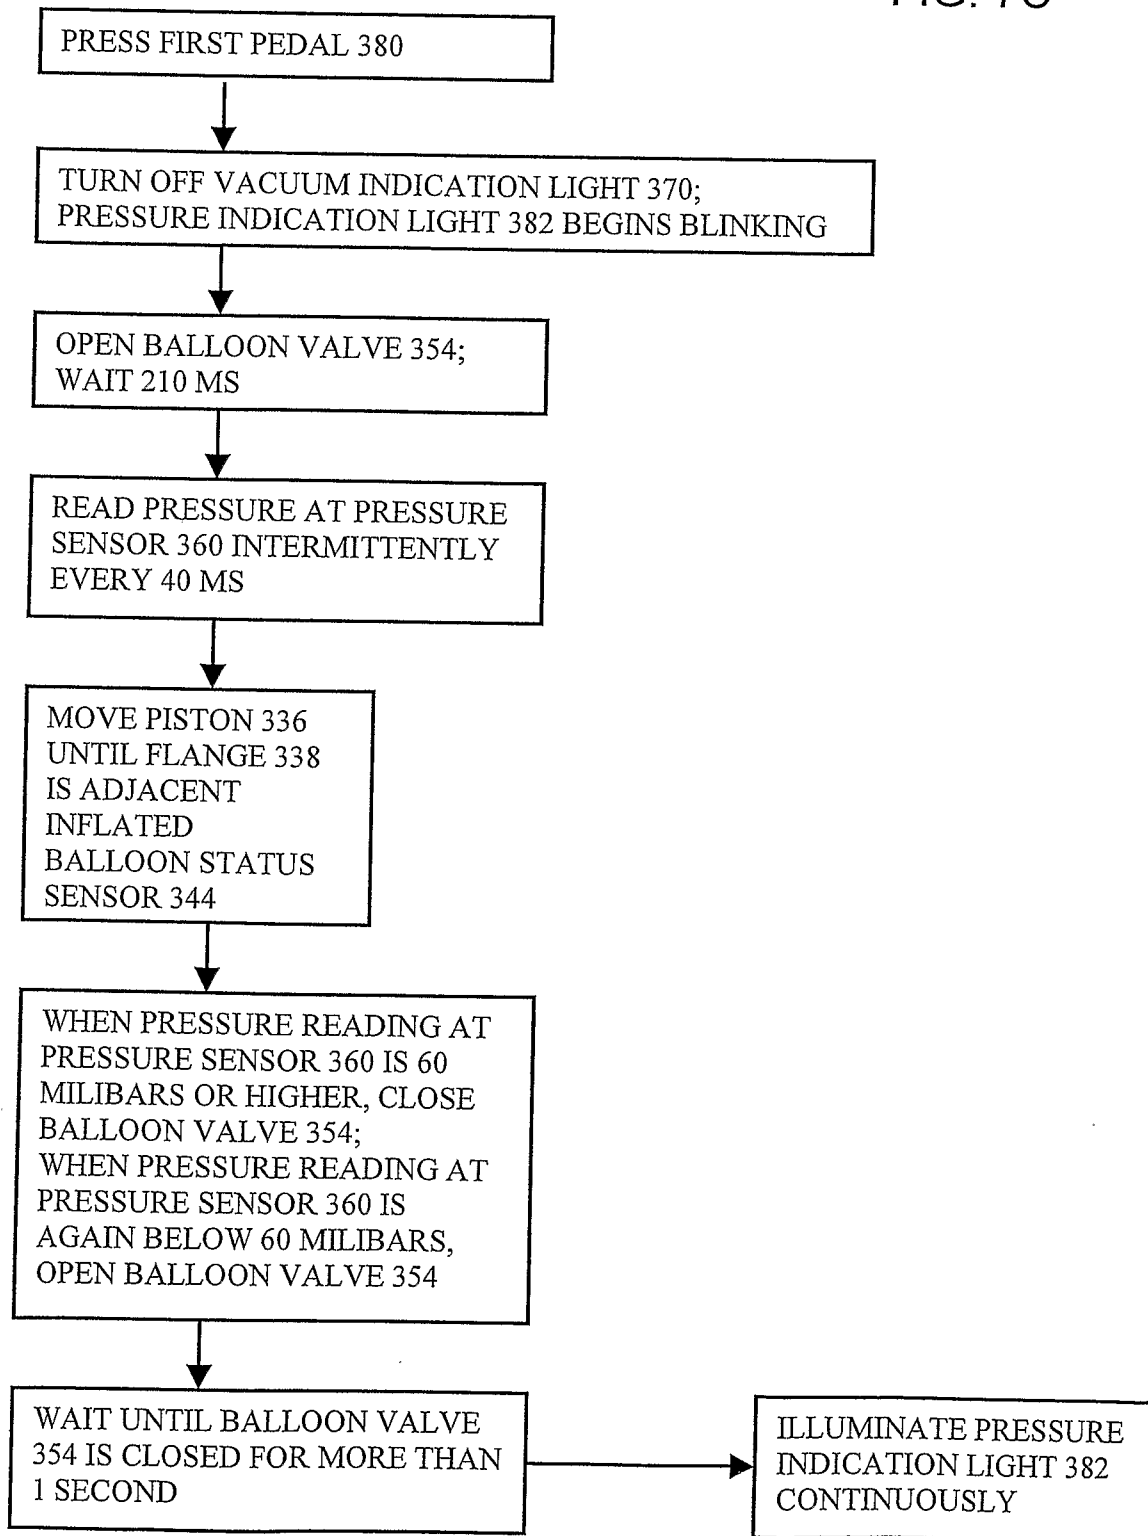 PRESS FIRST PEDAL 380
TURN OFF VACUUM INDICATION LIGHT 370;
PRESSURE INDICATION LIGHT 382 BEGINS BLINKING
OPEN BALLOON VALVE 354;
WAIT 210 MS
READ PRESSURE AT PRESSURE
SENSOR 360 INTERMITTENTLY
EVERY 40 MS
MOVE PISTON 336
UNTIL FLANGE 338
IS ADJACENT
INFLATED
BALLOON STATUS
SENSOR 344
WHEN PRESSURE READING AT
PRESSURE SENSOR 360 IS 60
MILIBARS OR HIGHER, CLOSE
BALLOON VALVE 354;
WHEN PRESSURE READING AT
PRESSURE SENSOR 360 IS
AGAIN BELOW 60 MILIBARS,
OPEN BALLOON VALVE 354
WAIT UNTIL BALLOON VALVE
354 IS CLOSED FOR MORE THAN
1 SECOND
ILLUMINATE PRESSURE
INDICATION LIGHT 382
CONTINUOUSLY